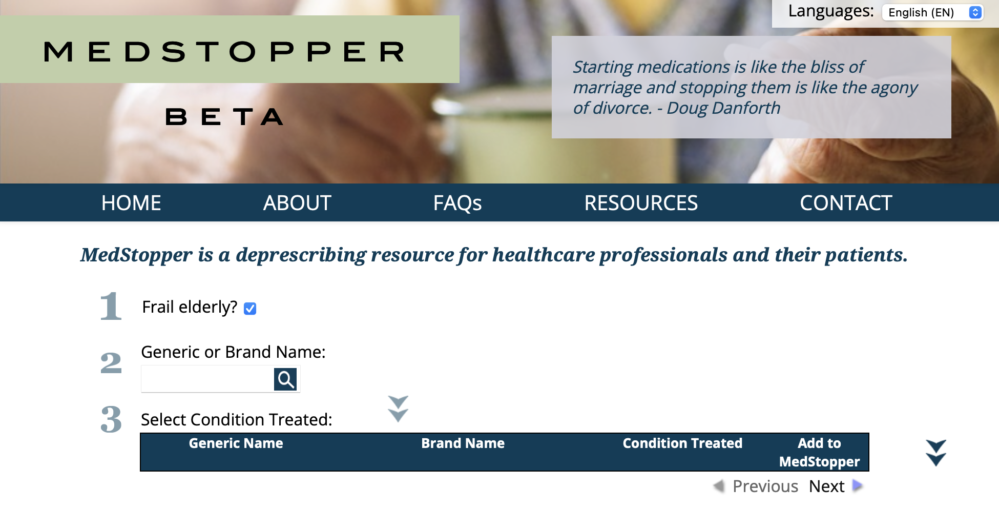 Languages: English (EN)
MEDSTOPPER
BETA
Starting medications is like the bliss of
marriage and stopping them is like the agony
of divorce. - Doug Danforth
HOME ABOUT FAQs RESOURCES CONTACT
MedStopper is a deprescribing resource for healthcare professionals and their patients.
1 Frail elderly?
2 Generic or Brand Name:
3 Select Condition Treated:
Generic Name Brand Name Condition Treated Add to
MedStopper
Previous Next